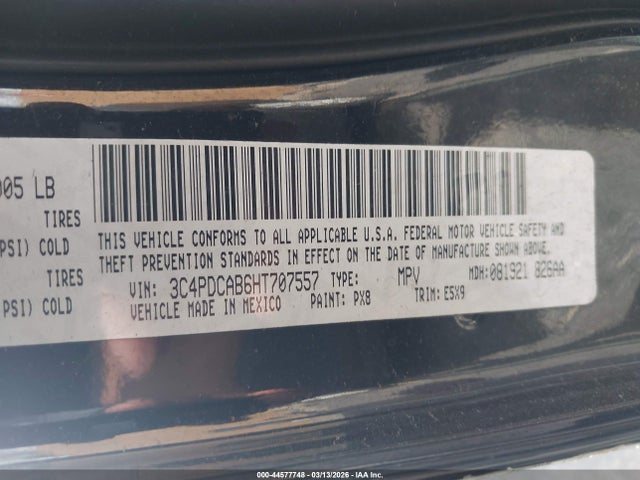 005 LB
TIRES
PSI) COLD
TIRES
PSI) COLD
THIS VEHICLE CONFORMS TO ALL APPLICABLE U.S.A. FEDERAL MOTOR VEHICLE SAFETY AND
THEFT PREVENTION STANDARDS IN EFFECT ON THE DATE OF MANUFACTURE SHOWN ABOVE.
VIN: 3C4PDCAB6HT707557 TYPE: MPV MDH: 081921 826AA
VEHICLE MADE IN MEXICO PAINT: PX8 TRIM: E5X9
000-44577748 - 03/13/2026 - IAA Inc.